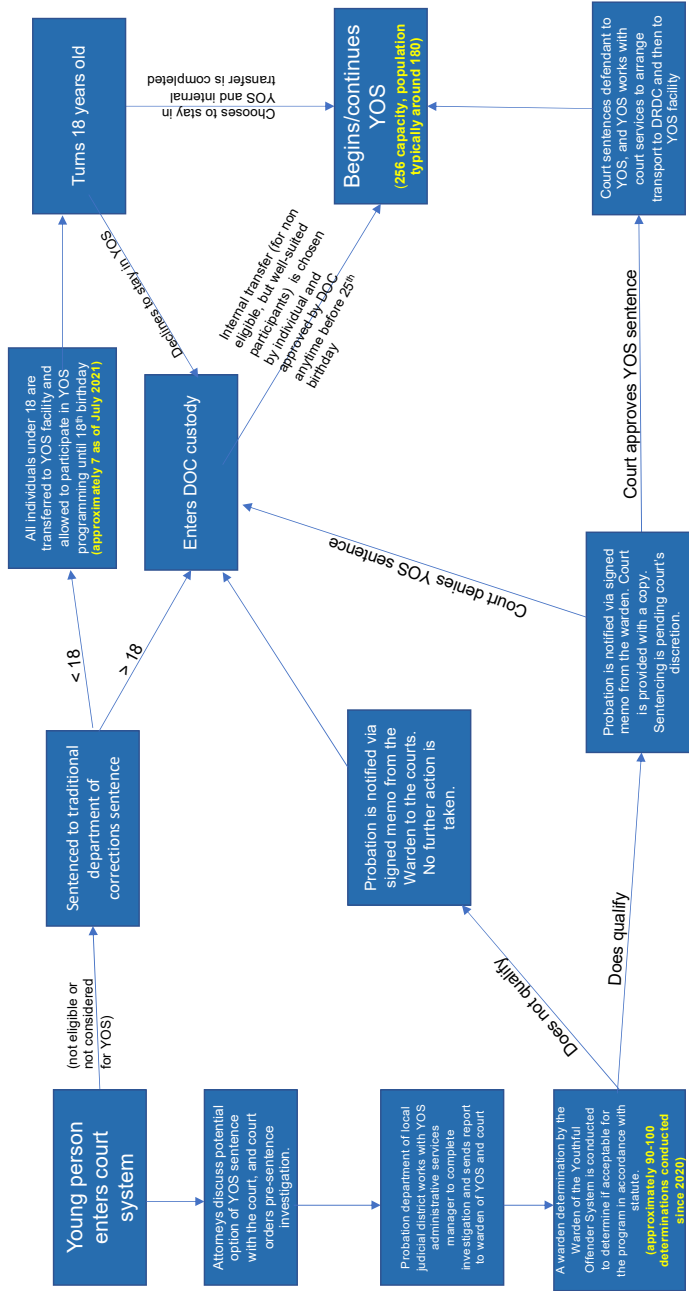 Young person
enters court
system
(not eligible or
not considered
for YOS)
Sentenced to traditional
department of
corrections sentence
< 18
> 18
All individuals under 18 are
transferred to YOS facility and
allowed to participate in YOS
programming until 18th birthday
(approximately 7 as of July 2021)
Turns 18 years old
Declines to stay in YOS
Chooses to stay in
YOS and internal
transfer is completed
Attorneys discuss potential
option of YOS sentence
with the court, and court
orders pre-sentence
investigation.
Enters DOC custody
Internal transfer (for non
eligible, but well-suited
participants) is chosen
by individual and
approved by DOC
anytime before 25th
birthday
Begins/continues
YOS
(256 capacity, population
typically around 180)
Probation department of local
judicial district works with YOS
administrative services
manager to complete
investigation and sends report
to warden of YOS and court
Probation is notified via
signed memo from the
Warden to the courts.
No further action is
taken.
Does not qualify
Court denies YOS sentence
A warden determination by the
Warden of the Youthful
Offender System is conducted
to determine if acceptable for
the program in accordance with
statute.
(approximately 90-100
determinations conducted
since 2020)
Does qualify
Probation is notified via signed
memo from the warden. Court
is provided with a copy.
Sentencing is pending court's
discretion.
Court approves YOS sentence
Court sentences defendant to
YOS, and YOS works with
court services to arrange
transport to DRDC and then to
YOS facility